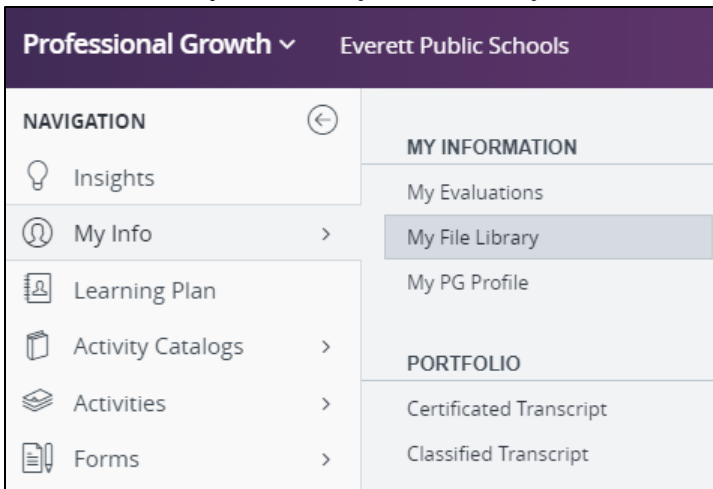 Professional Growth Everett Public Schools
NAVIGATION
Insights
My Info
Learning Plan
Activity Catalogs
Activities
Forms
MY INFORMATION
My Evaluations
My File Library
My PG Profile
PORTFOLIO
Certificated Transcript
Classified Transcript